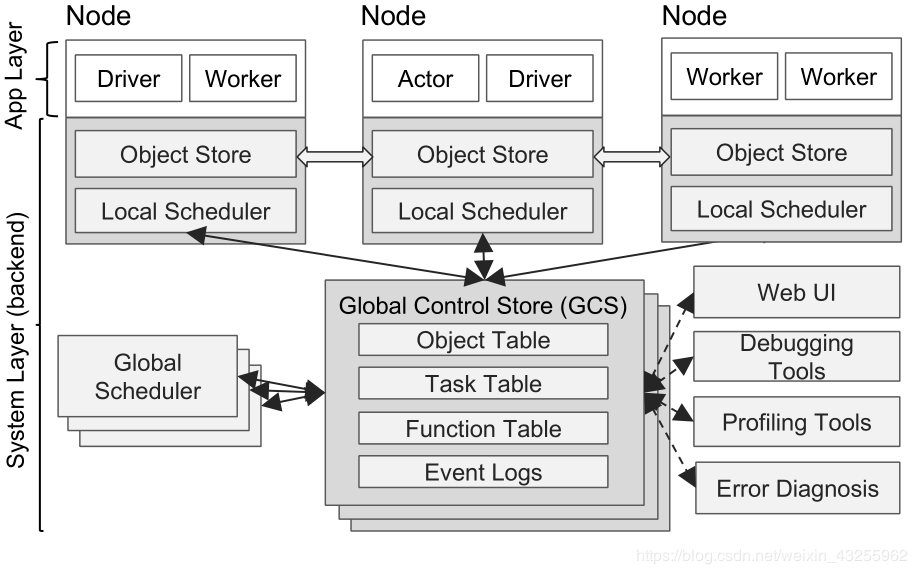 Node
Node
Node
App Layer
Driver
Worker
Actor
Driver
Worker
Worker
Object Store
Object Store
Object Store
Local Scheduler
Local Scheduler
Local Scheduler
System Layer (backend)
Global Control Store (GCS)
Object Table
Task Table
Function Table
Event Logs
Global
Scheduler
Web UI
Debugging
Tools
Profiling Tools
Error Diagnosis
https://blog.csdn.net/weixin_43255962